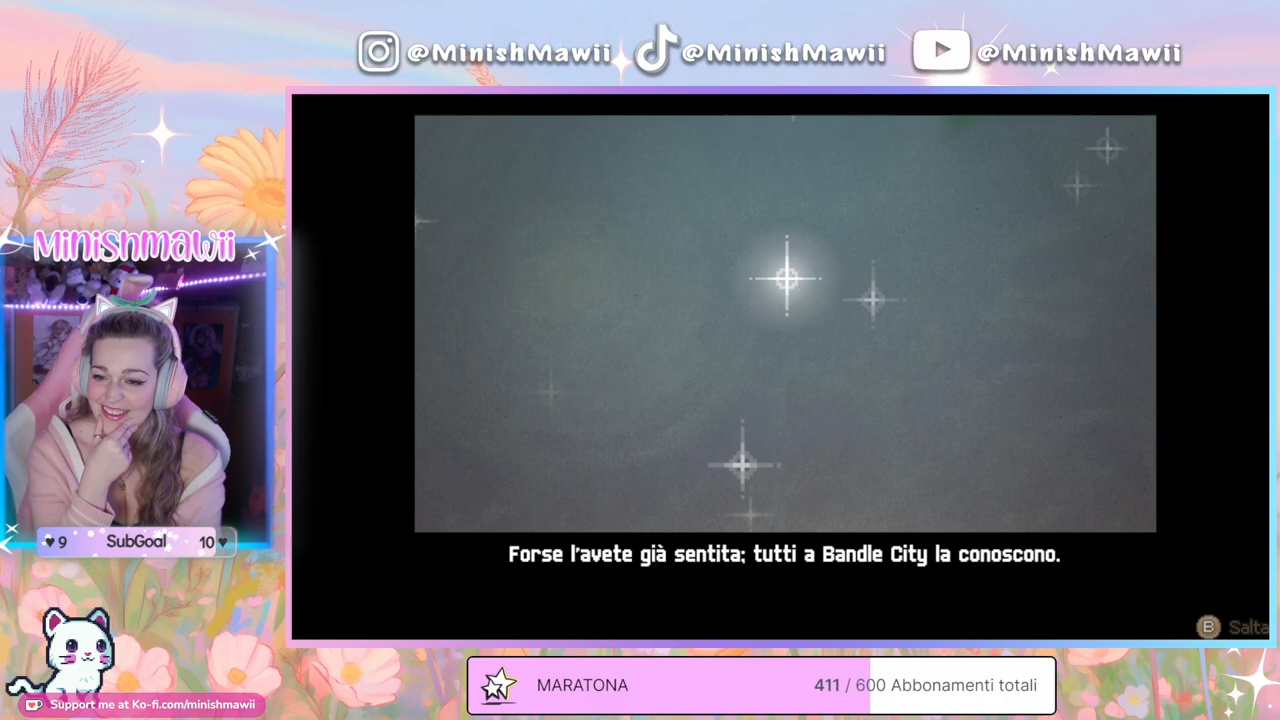 @MinishMawii @MinishMawii @MinishMawii
Minishmawii
9 SubGoal 10
Forse l'avete già sentita; tutti a Bandle City la conoscono.
B Salta
MARATONA 411 / 600 Abbonamenti totali
Support me at Ko-fi.com/minishmawii